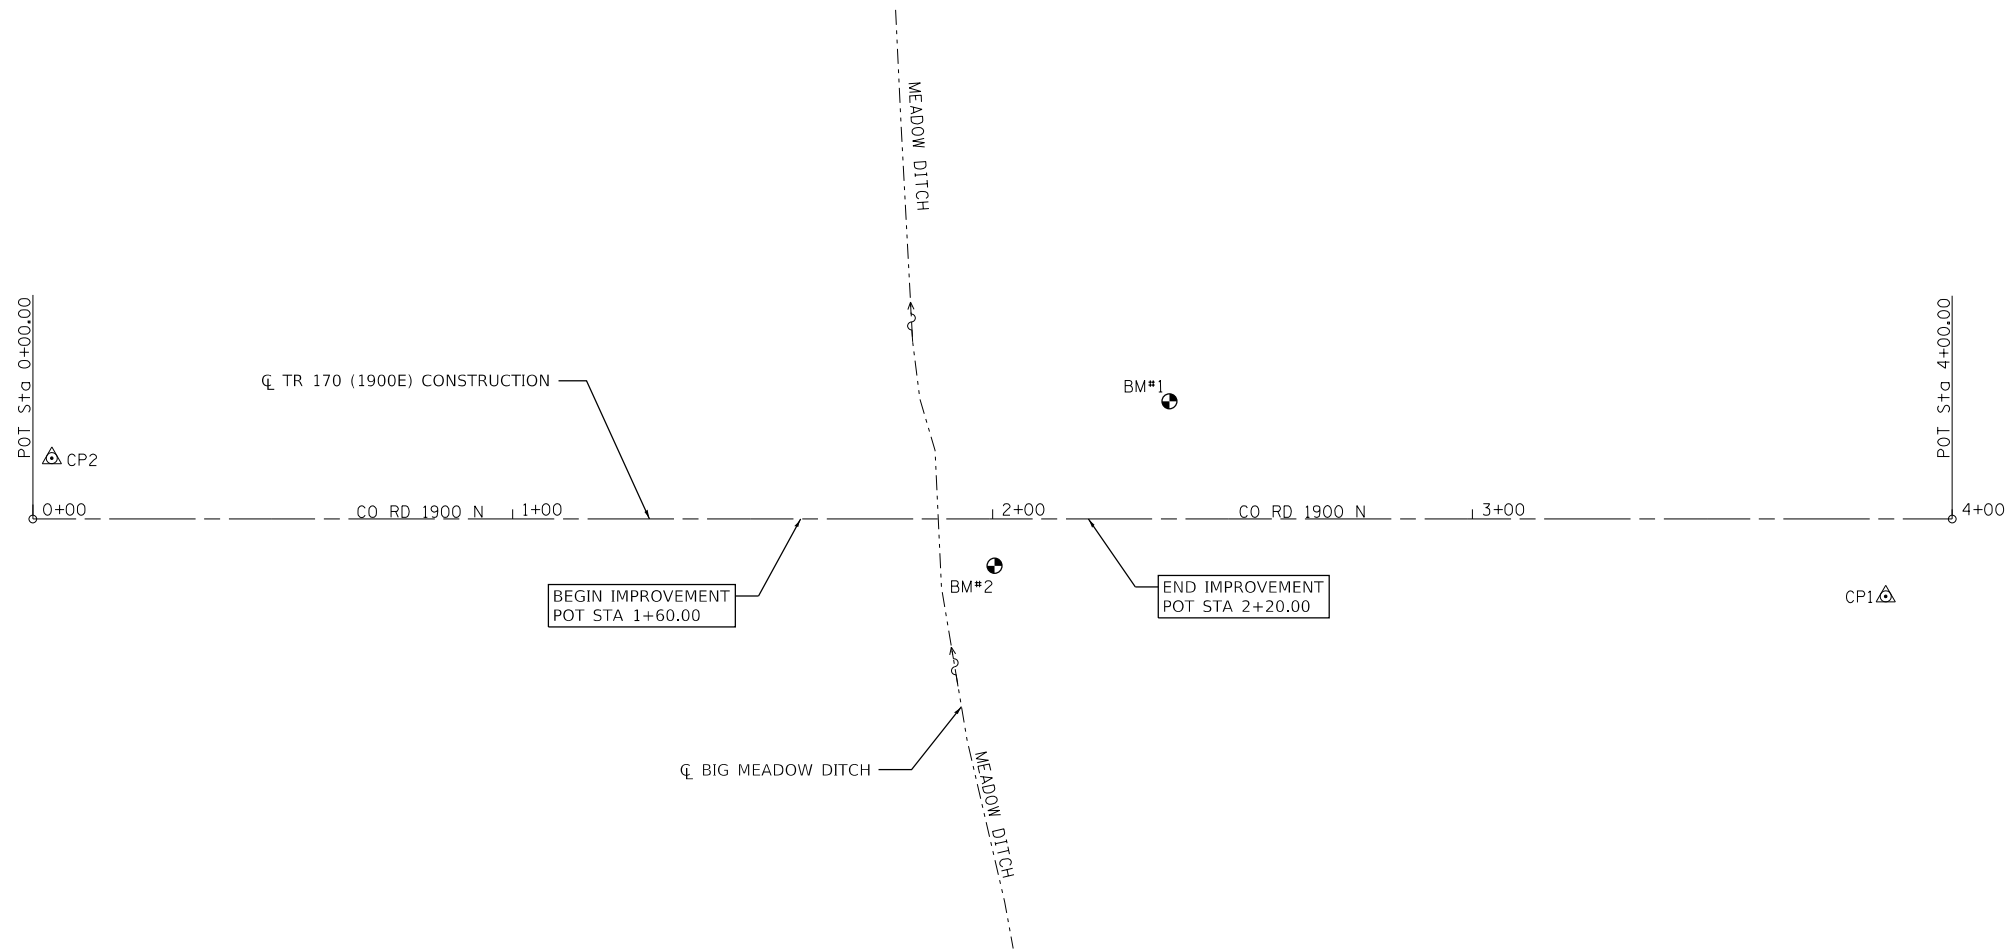 MEADOW DITCH
POT Sta 0+00.00
POT Sta 4+00.00
℄ TR 170 (1900E) CONSTRUCTION
BM#1
CP2
0+00
CO RD 1900 N
1+00
2+00
CO RD 1900 N
3+00
4+00
BM#2
BEGIN IMPROVEMENT
POT STA 1+60.00
END IMPROVEMENT
POT STA 2+20.00
CP1
℄ BIG MEADOW DITCH
MEADOW DITCH